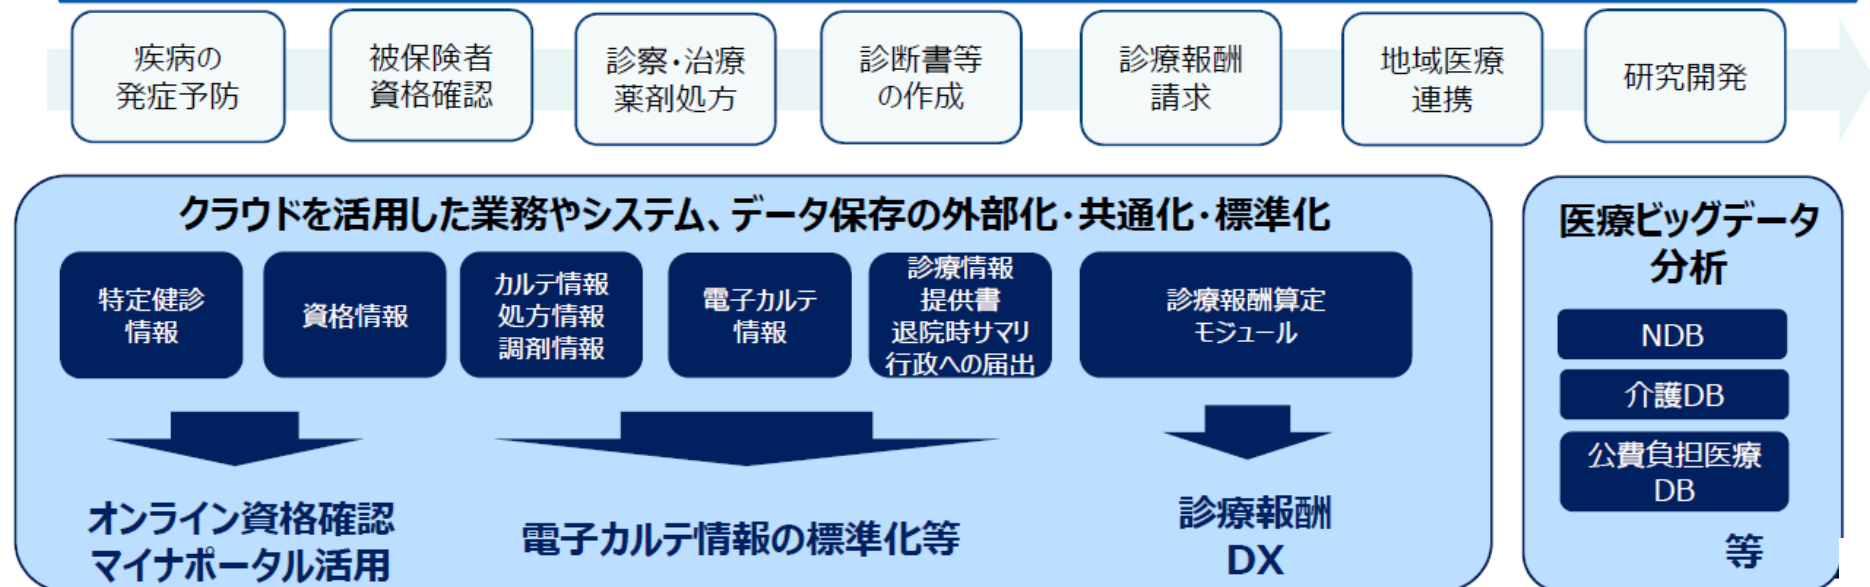 疾病の
発症予防
被保険者
資格確認
診察・治療
薬剤処方
診断書等
の作成
診療報酬
請求
地域医療
連携
研究開発
クラウドを活用した業務やシステム、データ保存の外部化・共通化・標準化
特定健診
情報
資格情報
カルテ情報
処方情報
調剤情報
電子カルテ
情報
診療情報
提供書
退院時サマリ
行政への届出
診療報酬算定
モジュール
オンライン資格確認
マイナポータル活用
電子カルテ情報の標準化等
診療報酬
DX
医療ビッグデータ
分析
NDB
介護DB
公費負担医療
DB
等